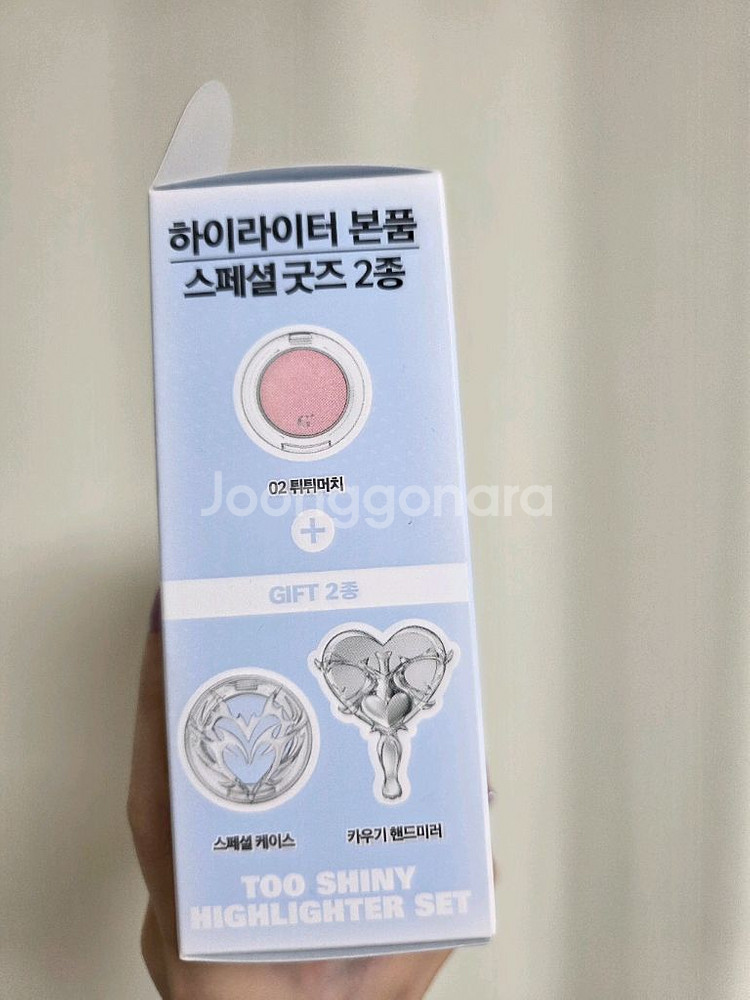 하이라이터 본품
스페셜 굿즈 2종
G
02 튀튀머치
Joonggonara
+
GIFT 2종
스페셜 케이스
카우기 핸드미러
TOO SHINY
HIGHLIGHTER SET